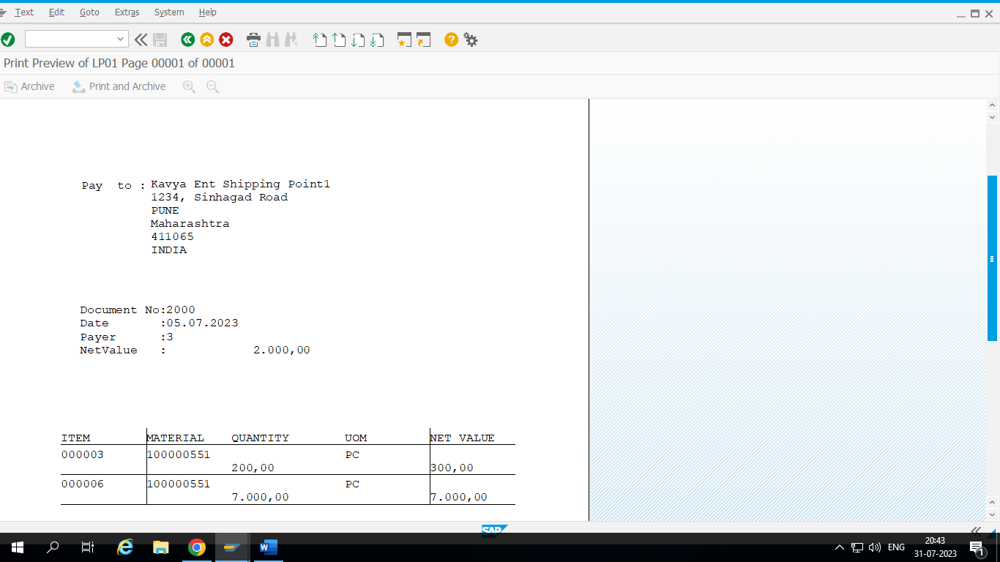 Text Edit Goto Extras System Help
Print Preview of LP01 Page 00001 of 00001
Archive Print and Archive
Pay to : Kavya Ent Shipping Point1
1234, Sinhagad Road
PUNE
Maharashtra
411065
INDIA
Document No:2000
Date :05.07.2023
Payer :3
NetValue : 2.000,00
ITEM MATERIAL QUANTITY UOM NET VALUE
000003 100000551 PC
200,00 300,00
000006 100000551 PC
7.000,00 7.000,00
SAP
ENG 20:43
31-07-2023 1